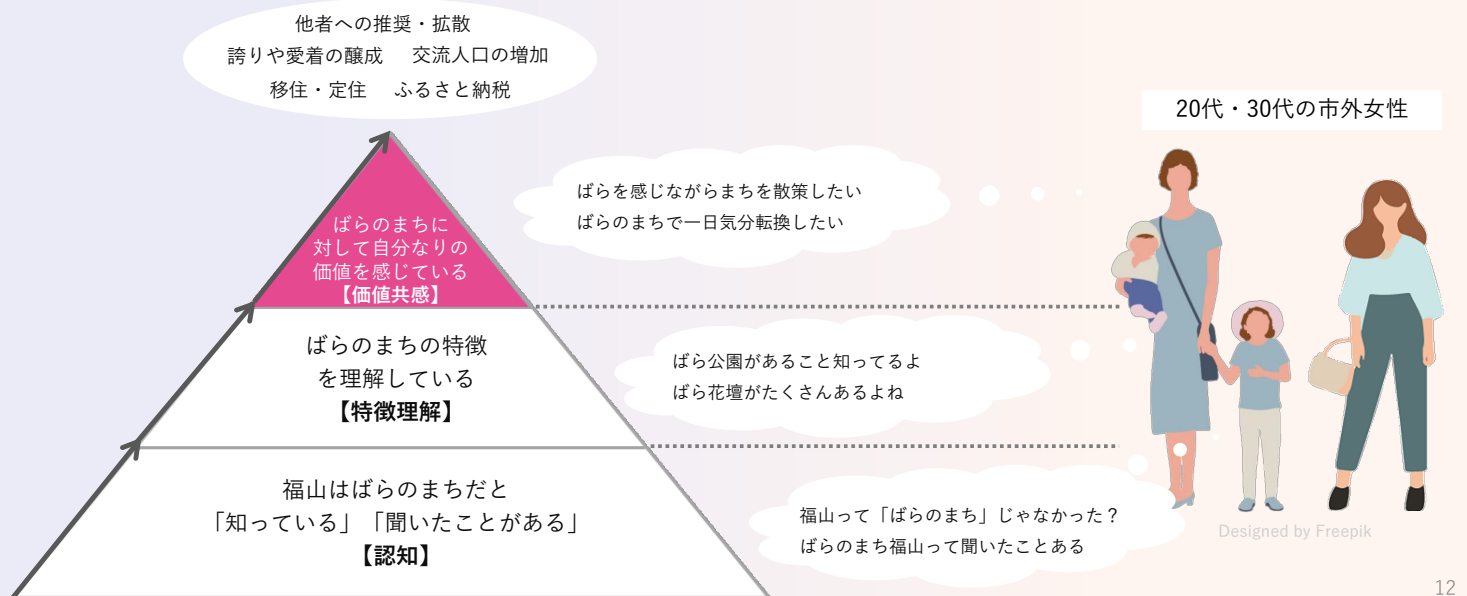 他者への推奨・拡散
誇りや愛着の醸成 交流人口の増加
移住・定住 ふるさと納税
20代・30代の市外女性
ばらのまちに
対して自分なりの
価値を感じている
【価値共感】
ばらを感じながらまちを散策したい
ばらのまちで一日気分転換したい
ばらのまちの特徴
を理解している
【特徴理解】
ばら公園があること知ってるよ
ばら花壇がたくさんあるよね
福山はばらのまちだと
「知っている」「聞いたことがある」
【認知】
福山って「ばらのまち」じゃなかった？
ばらのまち福山って聞いたことある
Designed by Freepik
12